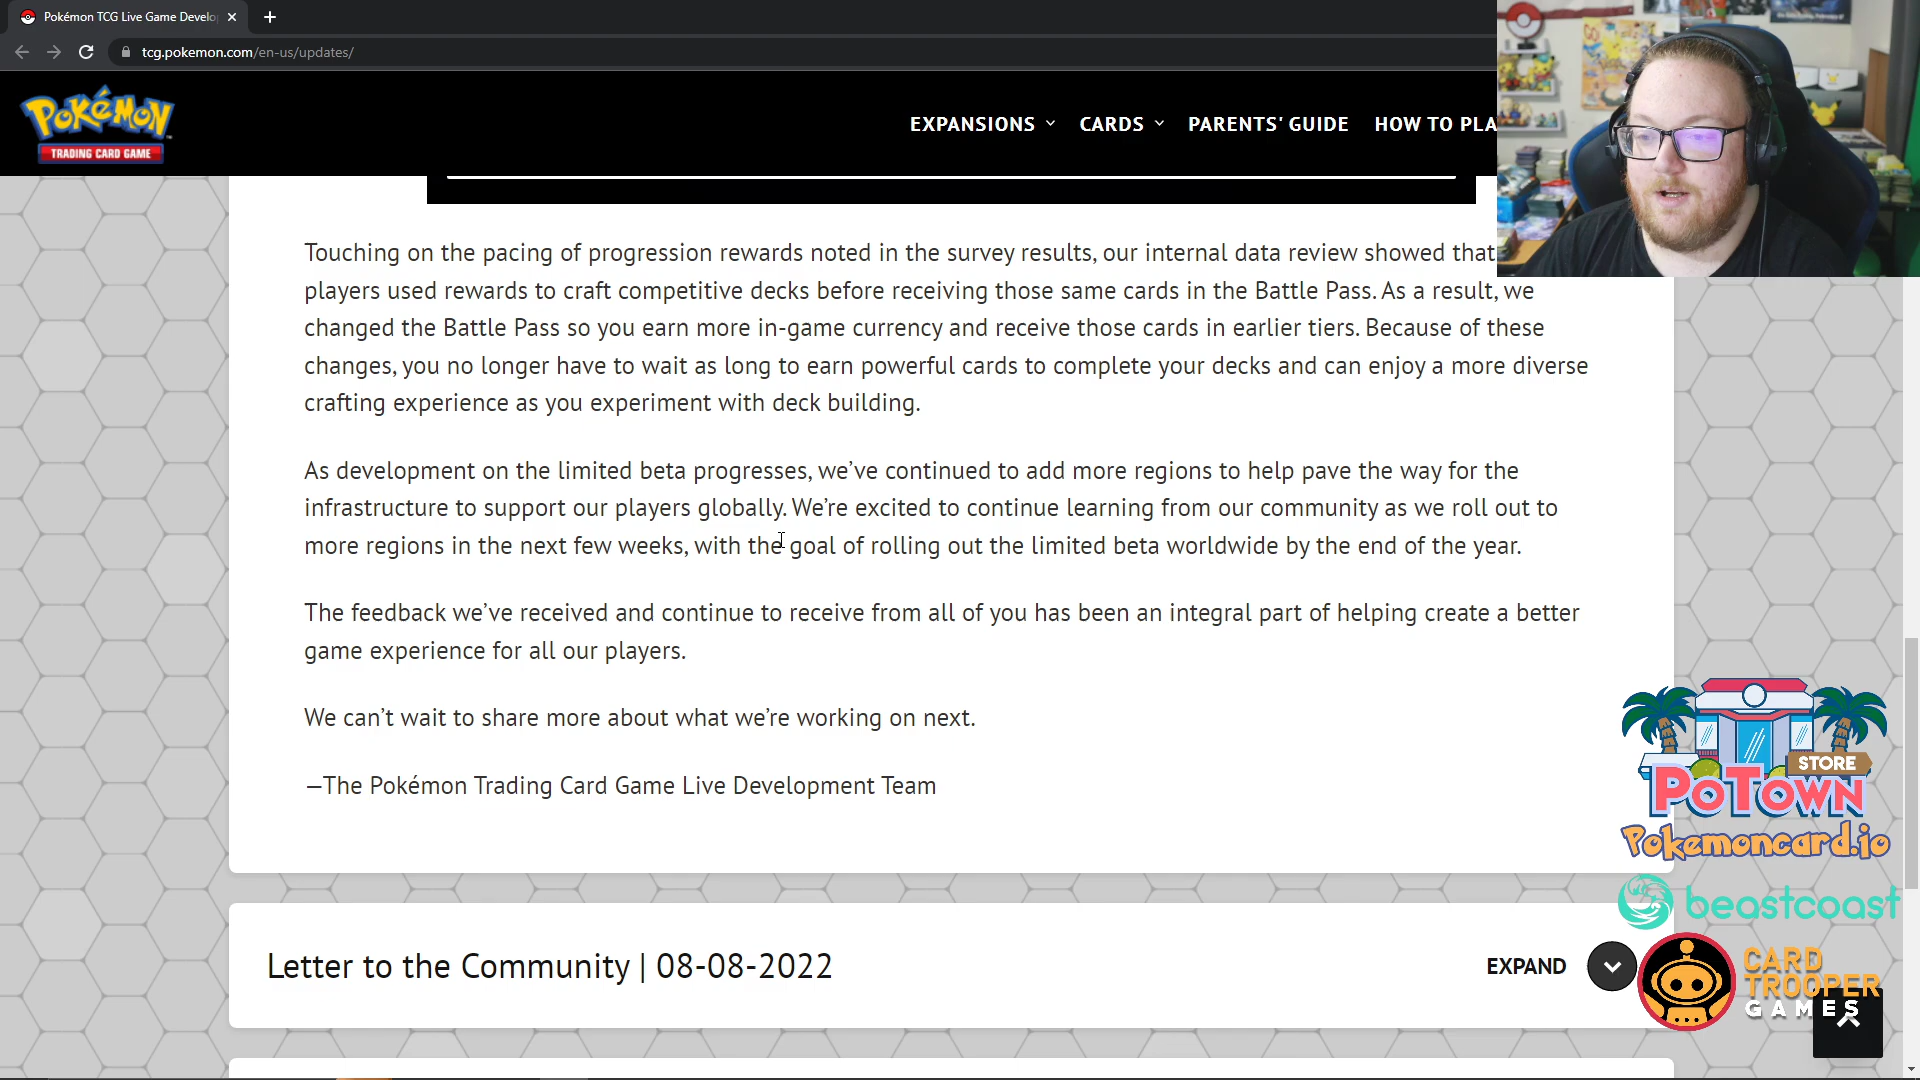 Pokémon TCG Live Game Develo
tcg.pokemon.com/en-us/updates/
POKéMON
TRADING CARD GAME
EXPANSIONS
CARDS
PARENTS' GUIDE
HOW TO PLA
Touching on the pacing of progression rewards noted in the survey results, our internal data review showed that
players used rewards to craft competitive decks before receiving those same cards in the Battle Pass. As a result, we
changed the Battle Pass so you earn more in-game currency and receive those cards in earlier tiers. Because of these
changes, you no longer have to wait as long to earn powerful cards to complete your decks and can enjoy a more diverse
crafting experience as you experiment with deck building.
As development on the limited beta progresses, we’ve continued to add more regions to help pave the way for the
infrastructure to support our players globally. We’re excited to continue learning from our community as we roll out to
more regions in the next few weeks, with the goal of rolling out the limited beta worldwide by the end of the year.
The feedback we’ve received and continue to receive from all of you has been an integral part of helping create a better
game experience for all our players.
We can’t wait to share more about what we’re working on next.
—The Pokémon Trading Card Game Live Development Team
STORE
POTOWN
Pokemoncard.io
beastcoast
CARD
TROOPER
GAMES
Letter to the Community | 08-08-2022
EXPAND